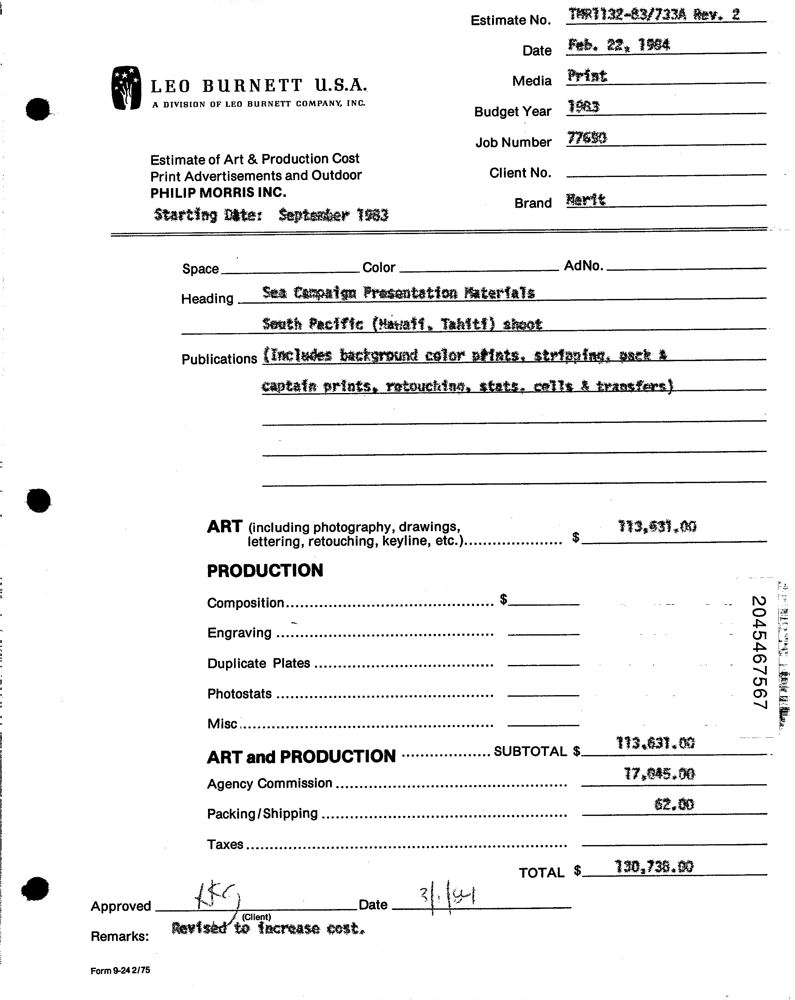 Estimate No. TMR1132-83/733A Rev. 2
Date Feb. 22, 1984
Media Print
LEO BURNETT U.S.A.
A DIVISION OF LEO BURNETT COMPANY, INC.
Budget Year 1983
Job Number 77650
Estimate of Art & Production Cost
Print Advertisements and Outdoor
Client No.
PHILIP MORRIS INC.
Brand Merit
Starting Date: September 1983
Space Color AdNo.
Heading Sea Campaign Presentation Materials
South Pacific (Hawaii, Tahiti) shoot
Publications (Includes background color prints, stripping, pack &
captain prints, retouching, stats, cells & transfers)
ART (including photography, drawings,
lettering, retouching, keyline, etc.)..................... $ 113,631.00
PRODUCTION
Composition........................................... $
Engraving ............................................
Duplicate Plates .....................................
Photostats ............................................
Misc....................................................
ART and PRODUCTION ................... SUBTOTAL $ 113,631.00
Agency Commission ............................................... 17,045.00
Packing/Shipping .................................................. 62.00
Taxes.................................................................
TOTAL $ 130,738.00
Approved Date
(Client)
Remarks: Revised to increase cost.
Form 9-24 2/75
2045467567